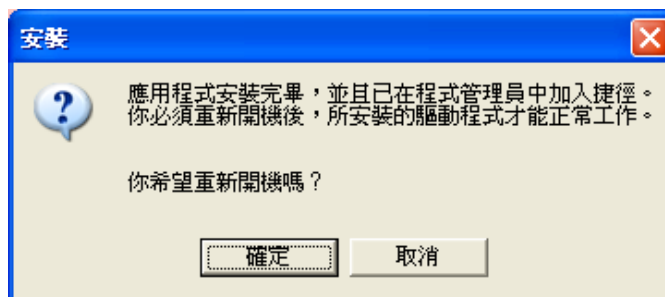 安裝
應用程式安裝完畢，並且已在程式管理員中加入捷徑。
你必須重新開機後，所安裝的驅動程式才能正常工作。
你希望重新開機嗎？
確定
取消